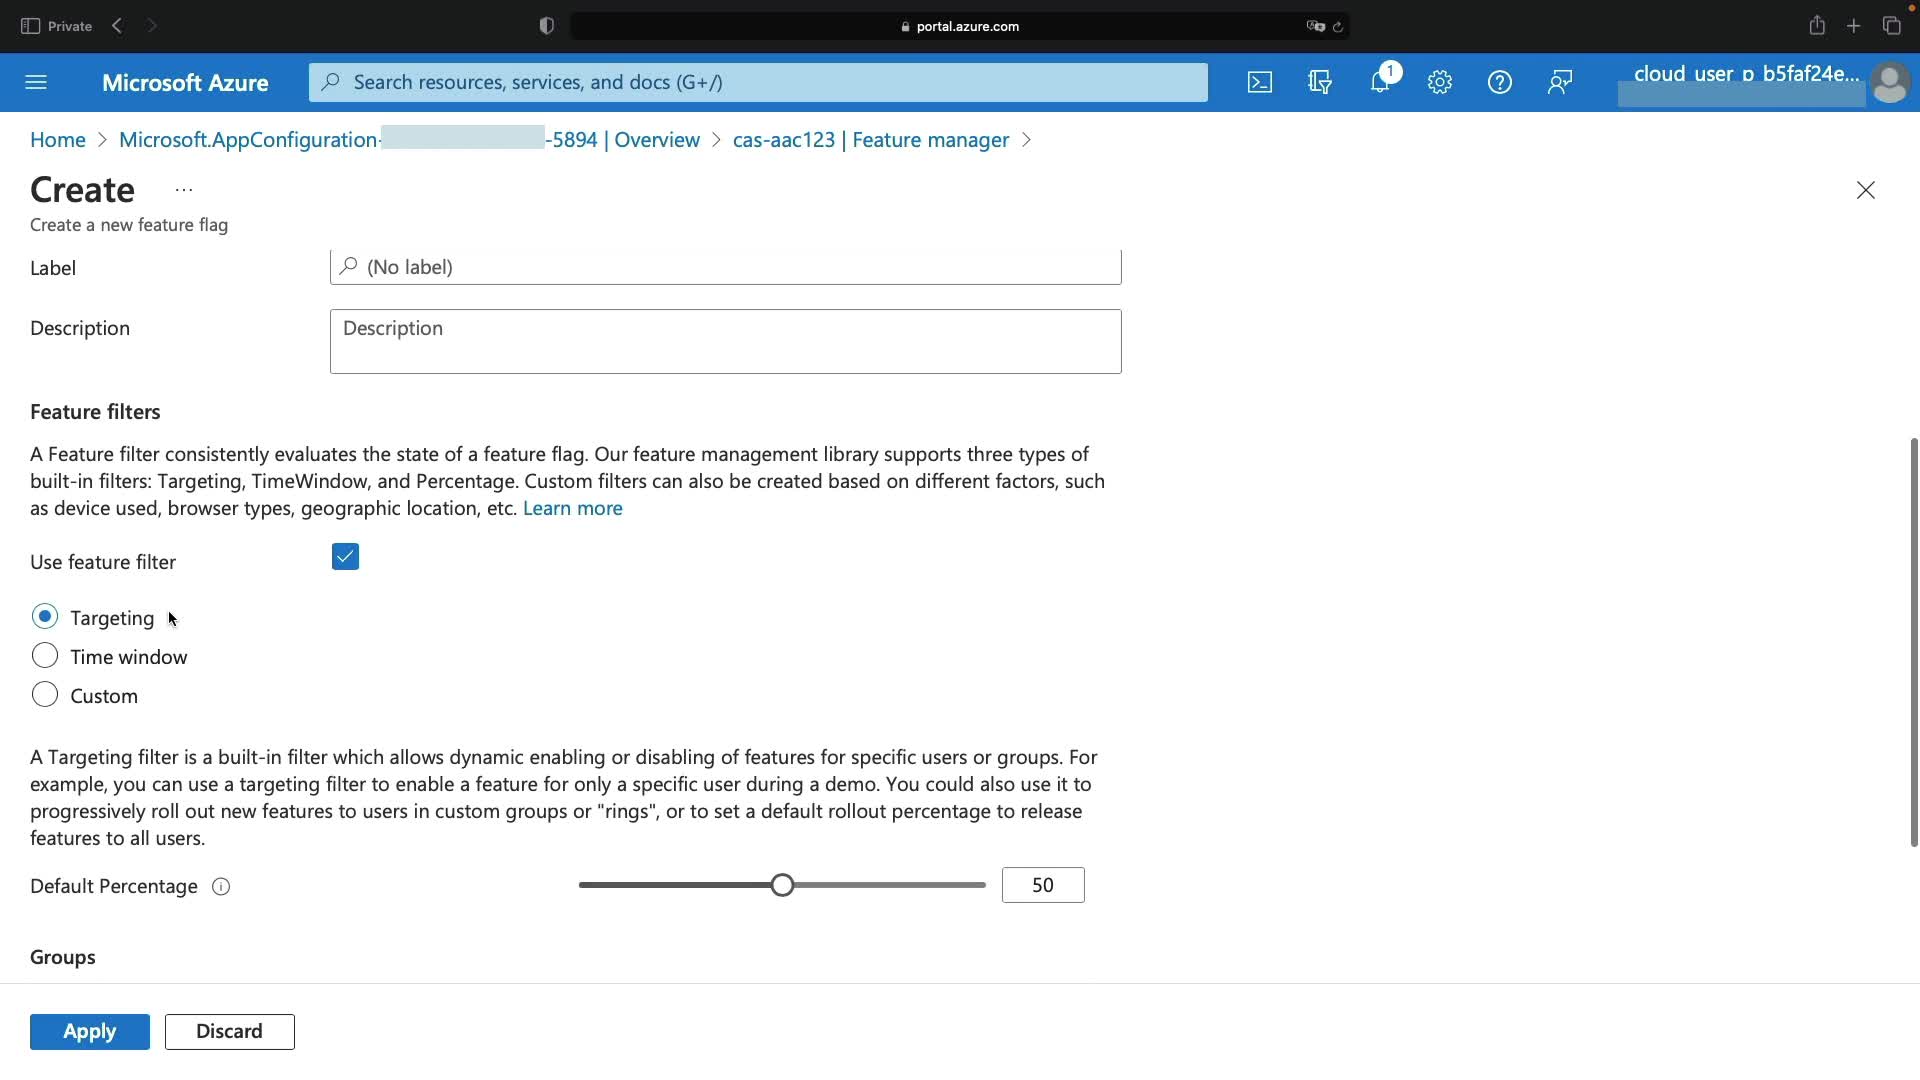 Private
portal.azure.com
Microsoft Azure
Search resources, services, and docs (G+/)
1
cloud_user_p_b5faf24e...
Home > Microsoft.AppConfiguration- -5894 | Overview > cas-aac123 | Feature manager >
Create ...
Create a new feature flag
Label
(No label)
Description
Description
Feature filters
A Feature filter consistently evaluates the state of a feature flag. Our feature management library supports three types of
built-in filters: Targeting, TimeWindow, and Percentage. Custom filters can also be created based on different factors, such
as device used, browser types, geographic location, etc. Learn more
Use feature filter
Targeting
Time window
Custom
A Targeting filter is a built-in filter which allows dynamic enabling or disabling of features for specific users or groups. For
example, you can use a targeting filter to enable a feature for only a specific user during a demo. You could also use it to
progressively roll out new features to users in custom groups or "rings", or to set a default rollout percentage to release
features to all users.
Default Percentage
50
Groups
Apply
Discard